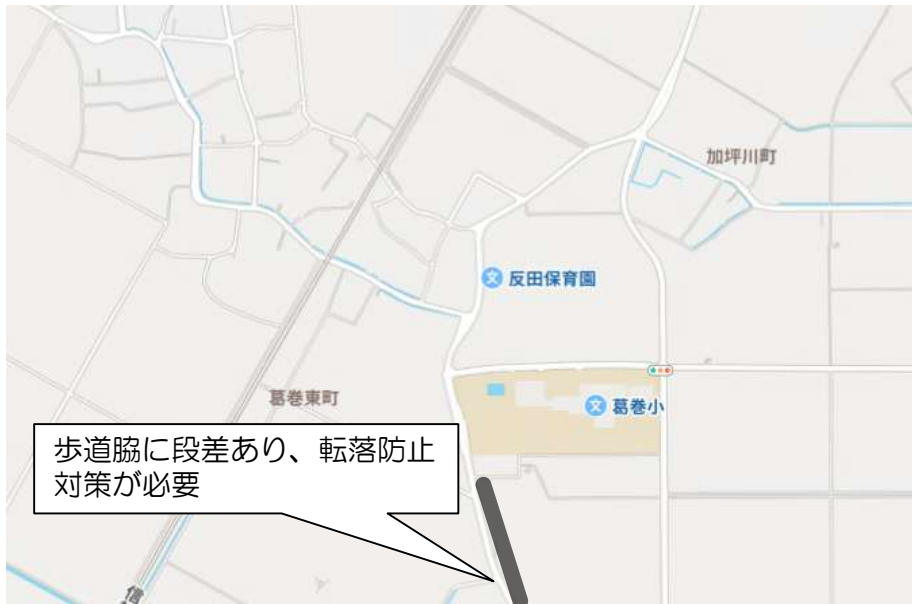 加坪川町
反田保育園
葛巻小
葛巻東町
歩道脇に段差あり、転落防止
対策が必要
信